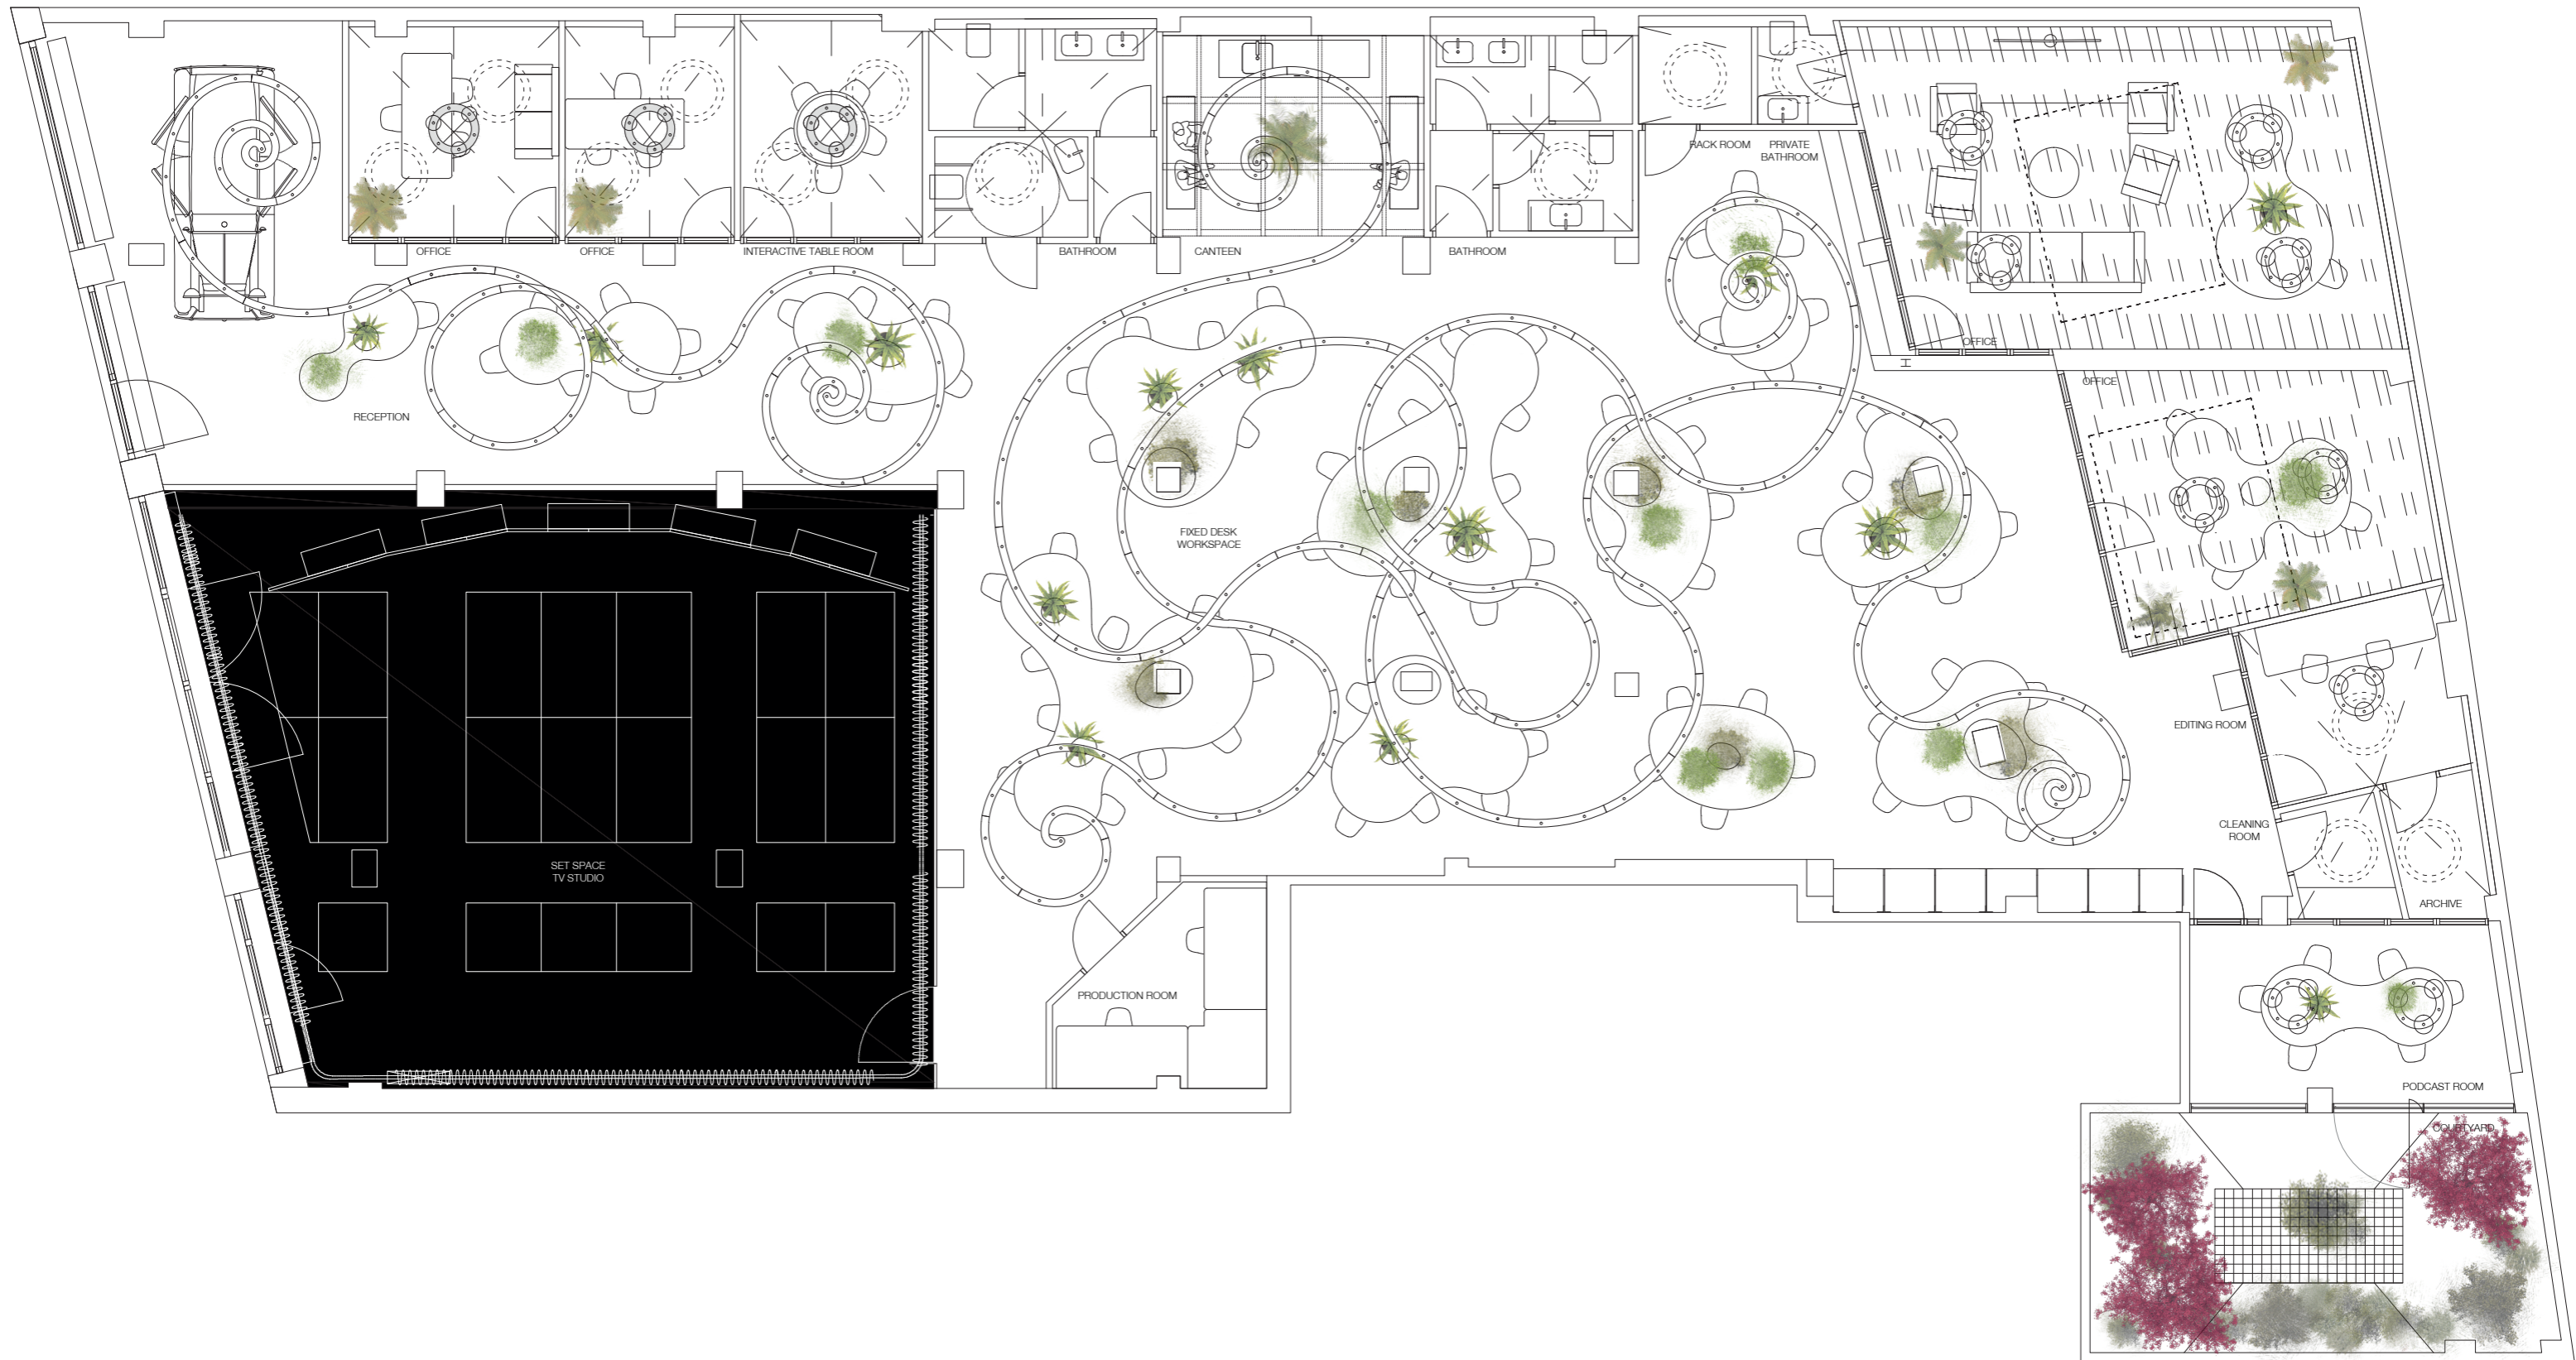 RACK ROOM
PRIVATE
BATHROOM
OFFICE
OFFICE
INTERACTIVE TABLE ROOM
BATHROOM
CANTEEN
BATHROOM
OFFICE
OFFICE
RECEPTION
FIXED DESK
WORKSPACE
EDITING ROOM
CLEANING
ROOM
SET SPACE
TV STUDIO
ARCHIVE
PRODUCTION ROOM
PODCAST ROOM
COURTYARD